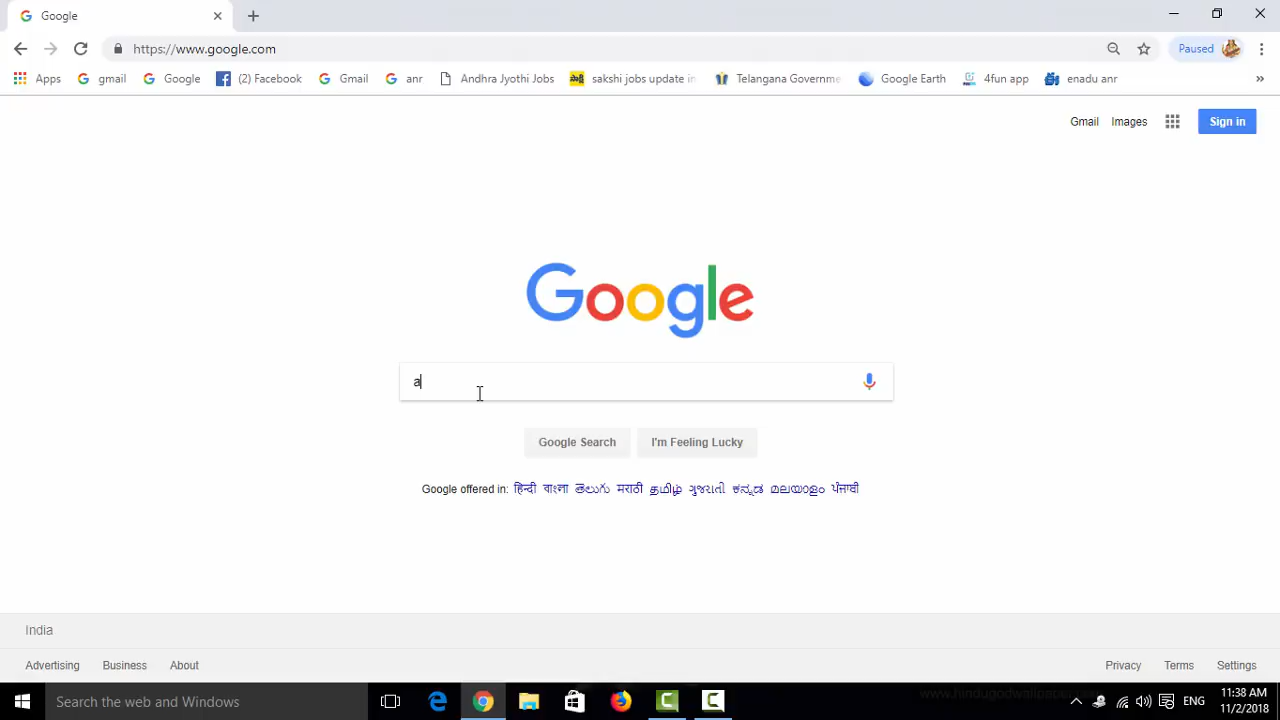 Google
https://www.google.com
Paused
Apps gmail Google (2) Facebook Gmail anr Andhra Jyothi Jobs sakshi jobs update in Telangana Governme Google Earth 4fun app enadu anr »
Gmail Images Sign in
Google
a
Google Search I'm Feeling Lucky
Google offered in: हिन्दी বাংলা తెలుగు मराठी தமிழ் ગુજરાતી ಕನ್ನಡ മലയാളം ਪੰਜਾਬੀ
India
Advertising Business About Privacy Terms Settings
www.hindugodwallpaper.com
Search the web and Windows ENG 11:38 AM
11/2/2018